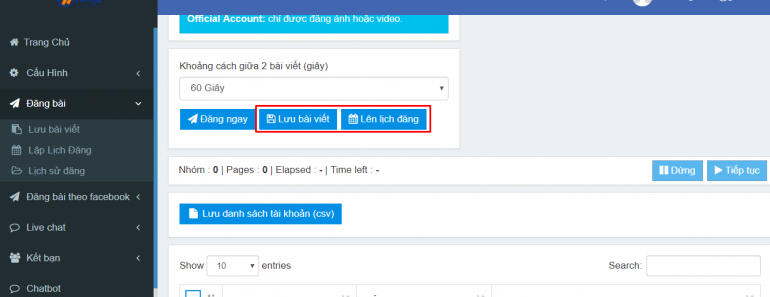 Official Account: chỉ được đăng ảnh hoặc video.
Trang Chủ
Cấu Hình
Đăng bài
Lưu bài viết
Lập Lịch Đăng
Lịch sử đăng
Đăng bài theo facebook
Live chat
Kết bạn
Chatbot
Khoảng cách giữa 2 bài viết (giây)
60 Giây
Đăng ngay Lưu bài viết Lên lịch đăng
Nhóm : 0 | Pages : 0 | Elapsed : - | Time left : - Dừng Tiếp tục
Lưu danh sách tài khoản (csv)
Show 10 entries Search: